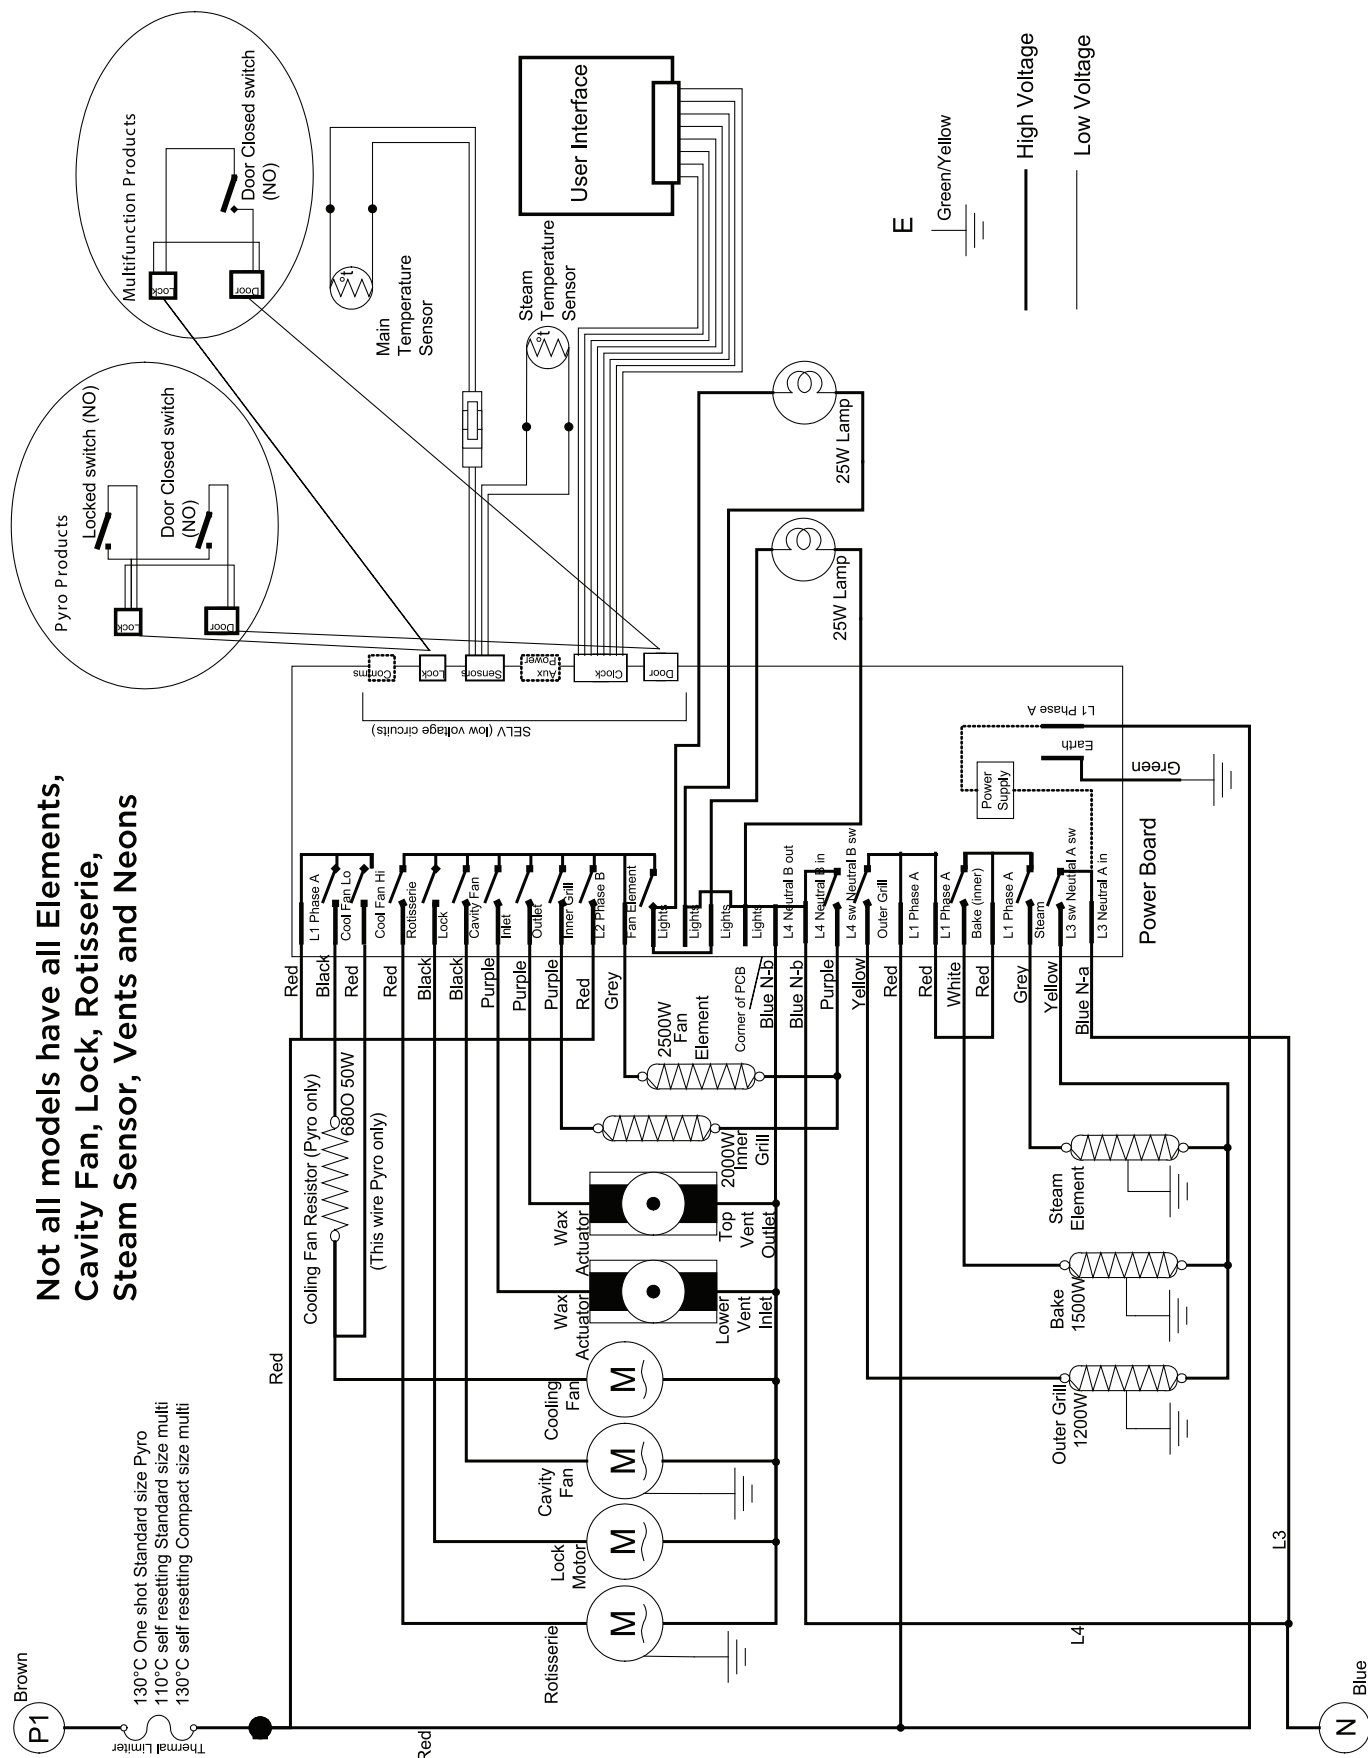 Not all models have all Elements,
Cavity Fan, Lock, Rotisserie,
Steam Sensor, Vents and Neons
P1
Brown
Thermal Limiter
130°C One shot Standard size Pyro
110°C self resetting Standard size multi
130°C self resetting Compact size multi
Red
Red
Pyro Products
Locked switch (NO)
Door Closed switch
(NO)
Lock
Door
Multifunction Products
Door Closed switch
(NO)
Lock
Door
Main
Temperature
Sensor
°t
Steam
Temperature
Sensor
°t
User Interface
25W Lamp
25W Lamp
E
Green/Yellow
High Voltage
Low Voltage
Comms
Lock
Sensors
Aux
Power
Clock
Door
SELV (low voltage circuits)
L1 Phase A
Cool Fan Lo
Cool Fan Hi
Rotisserie
Lock
Cavity Fan
Inlet
Outlet
Inner Grill
L2 Phase B
Fan Element
Lights
Lights
Lights
Lights
L4 Neutral B out
L4 Neutral B in
L4 sw Neutral B sw
Outer Grill
L1 Phase A
L1 Phase A
Bake (inner)
L1 Phase A
Steam
L3 sw Neutral A sw
L3 Neutral A in
Power
Supply
L1 Phase A
Earth
Green
Power Board
Red
Black
Red
Red
Black
Black
Purple
Purple
Purple
Red
Grey
Corner of PCB
Blue N-b
Blue N-b
Purple
Yellow
Red
Red
White
Red
Grey
Yellow
Blue N-a
Cooling Fan Resistor (Pyro only)
680O 50W
(This wire Pyro only)
2500W
Fan
Element
2000W
Inner
Grill
Wax
Actuator
Top
Vent
Outlet
Wax
Actuator
Lower
Vent
Inlet
Cooling
Fan
M
Cavity
Fan
M
Lock
Motor
M
Rotisserie
M
Steam
Element
Bake
1500W
Outer Grill
1200W
L3
L4
N
Blue